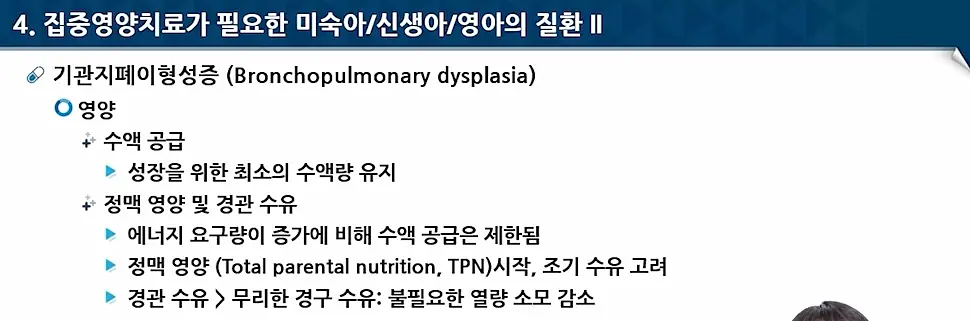 4. 집중영양치료가 필요한 미숙아/신생아/영아의 질환 II
기관지폐이형성증 (Bronchopulmonary dysplasia)
영양
수액 공급
성장을 위한 최소의 수액량 유지
정맥 영양 및 경관 수유
에너지 요구량이 증가에 비해 수액 공급은 제한됨
정맥 영양 (Total parental nutrition, TPN)시작, 조기 수유 고려
경관 수유 > 무리한 경구 수유: 불필요한 열량 소모 감소